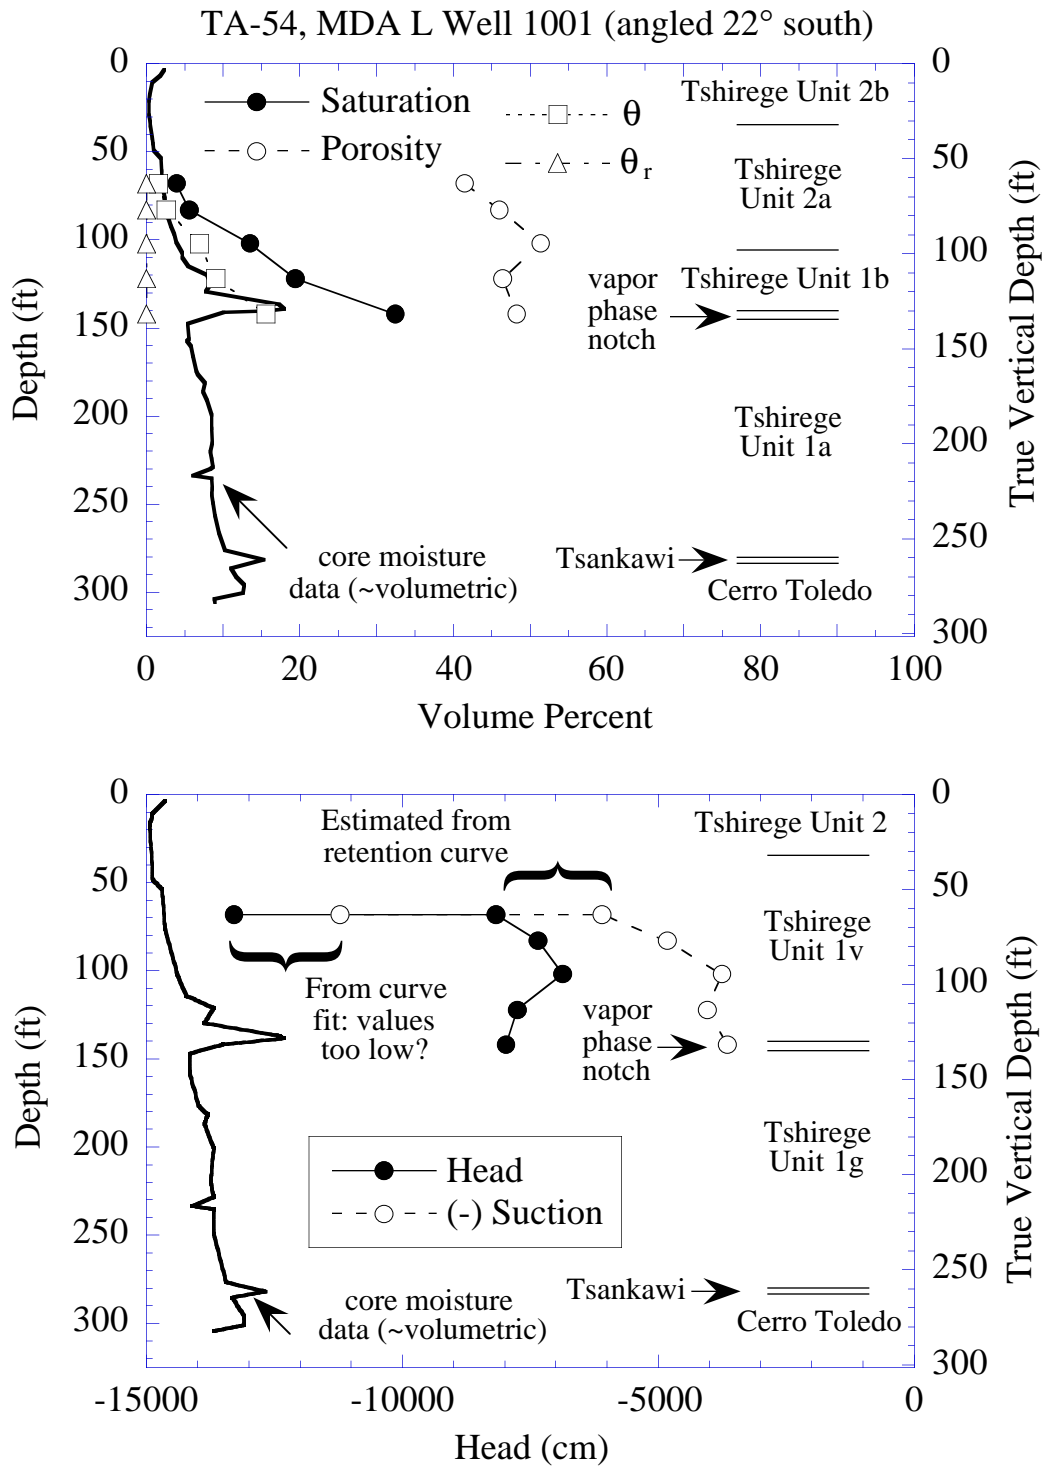 TA-54, MDA L Well 1001 (angled 22° south)
0
50
100
150
200
250
300
Depth (ft)
Saturation
Porosity
θ
θr
Tshirege Unit 2b
Tshirege
Unit 2a
Tshirege Unit 1b
vapor
phase
notch
Tshirege
Unit 1a
Tsankawi
Cerro Toledo
core moisture
data (~volumetric)
0
50
100
150
200
250
300
True Vertical Depth (ft)
0 20 40 60 80 100
Volume Percent
0
50
100
150
200
250
300
Depth (ft)
Estimated from
retention curve
From curve
fit: values
too low?
Tshirege Unit 2
Tshirege
Unit 1v
vapor
phase
notch
Tshirege
Unit 1g
Head
(-) Suction
Tsankawi
Cerro Toledo
core moisture
data (~volumetric)
0
50
100
150
200
250
300
True Vertical Depth (ft)
-15000 -10000 -5000 0
Head (cm)